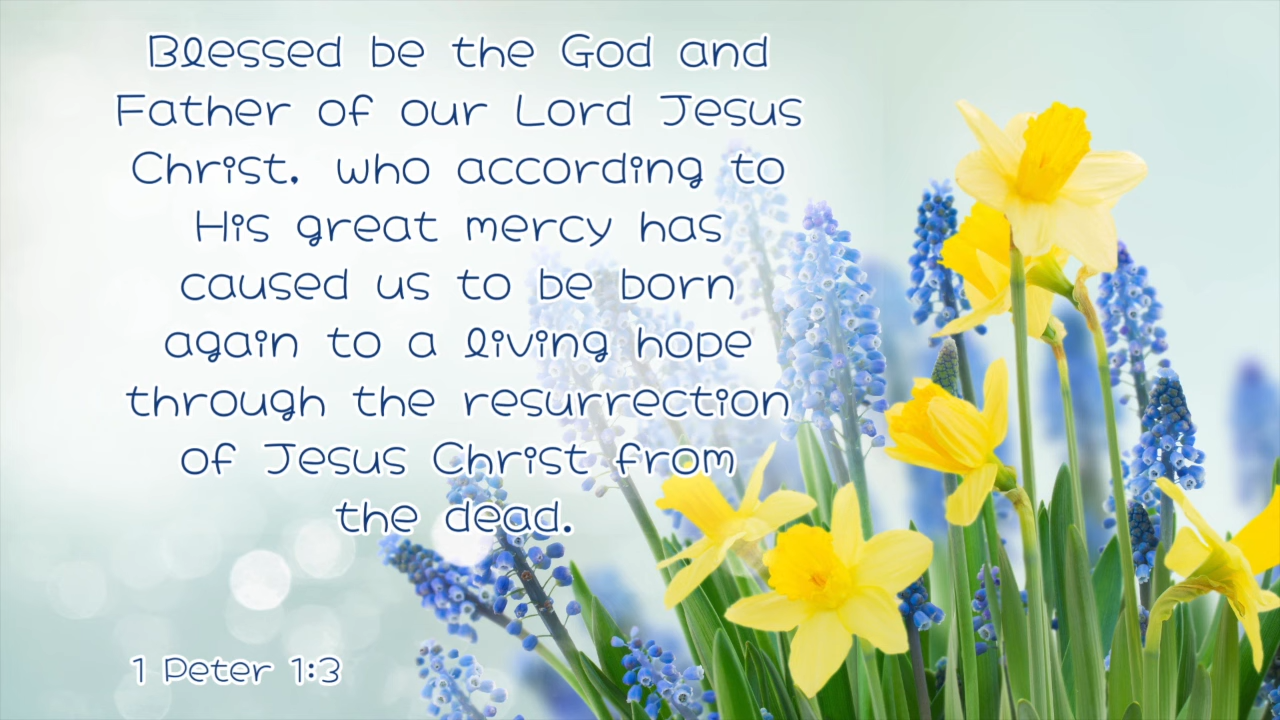 Blessed be the God and
Father of our Lord Jesus
Christ, who according to
His great mercy has
caused us to be born
again to a living hope
through the resurrection
of Jesus Christ from
the dead.
1 Peter 1:3